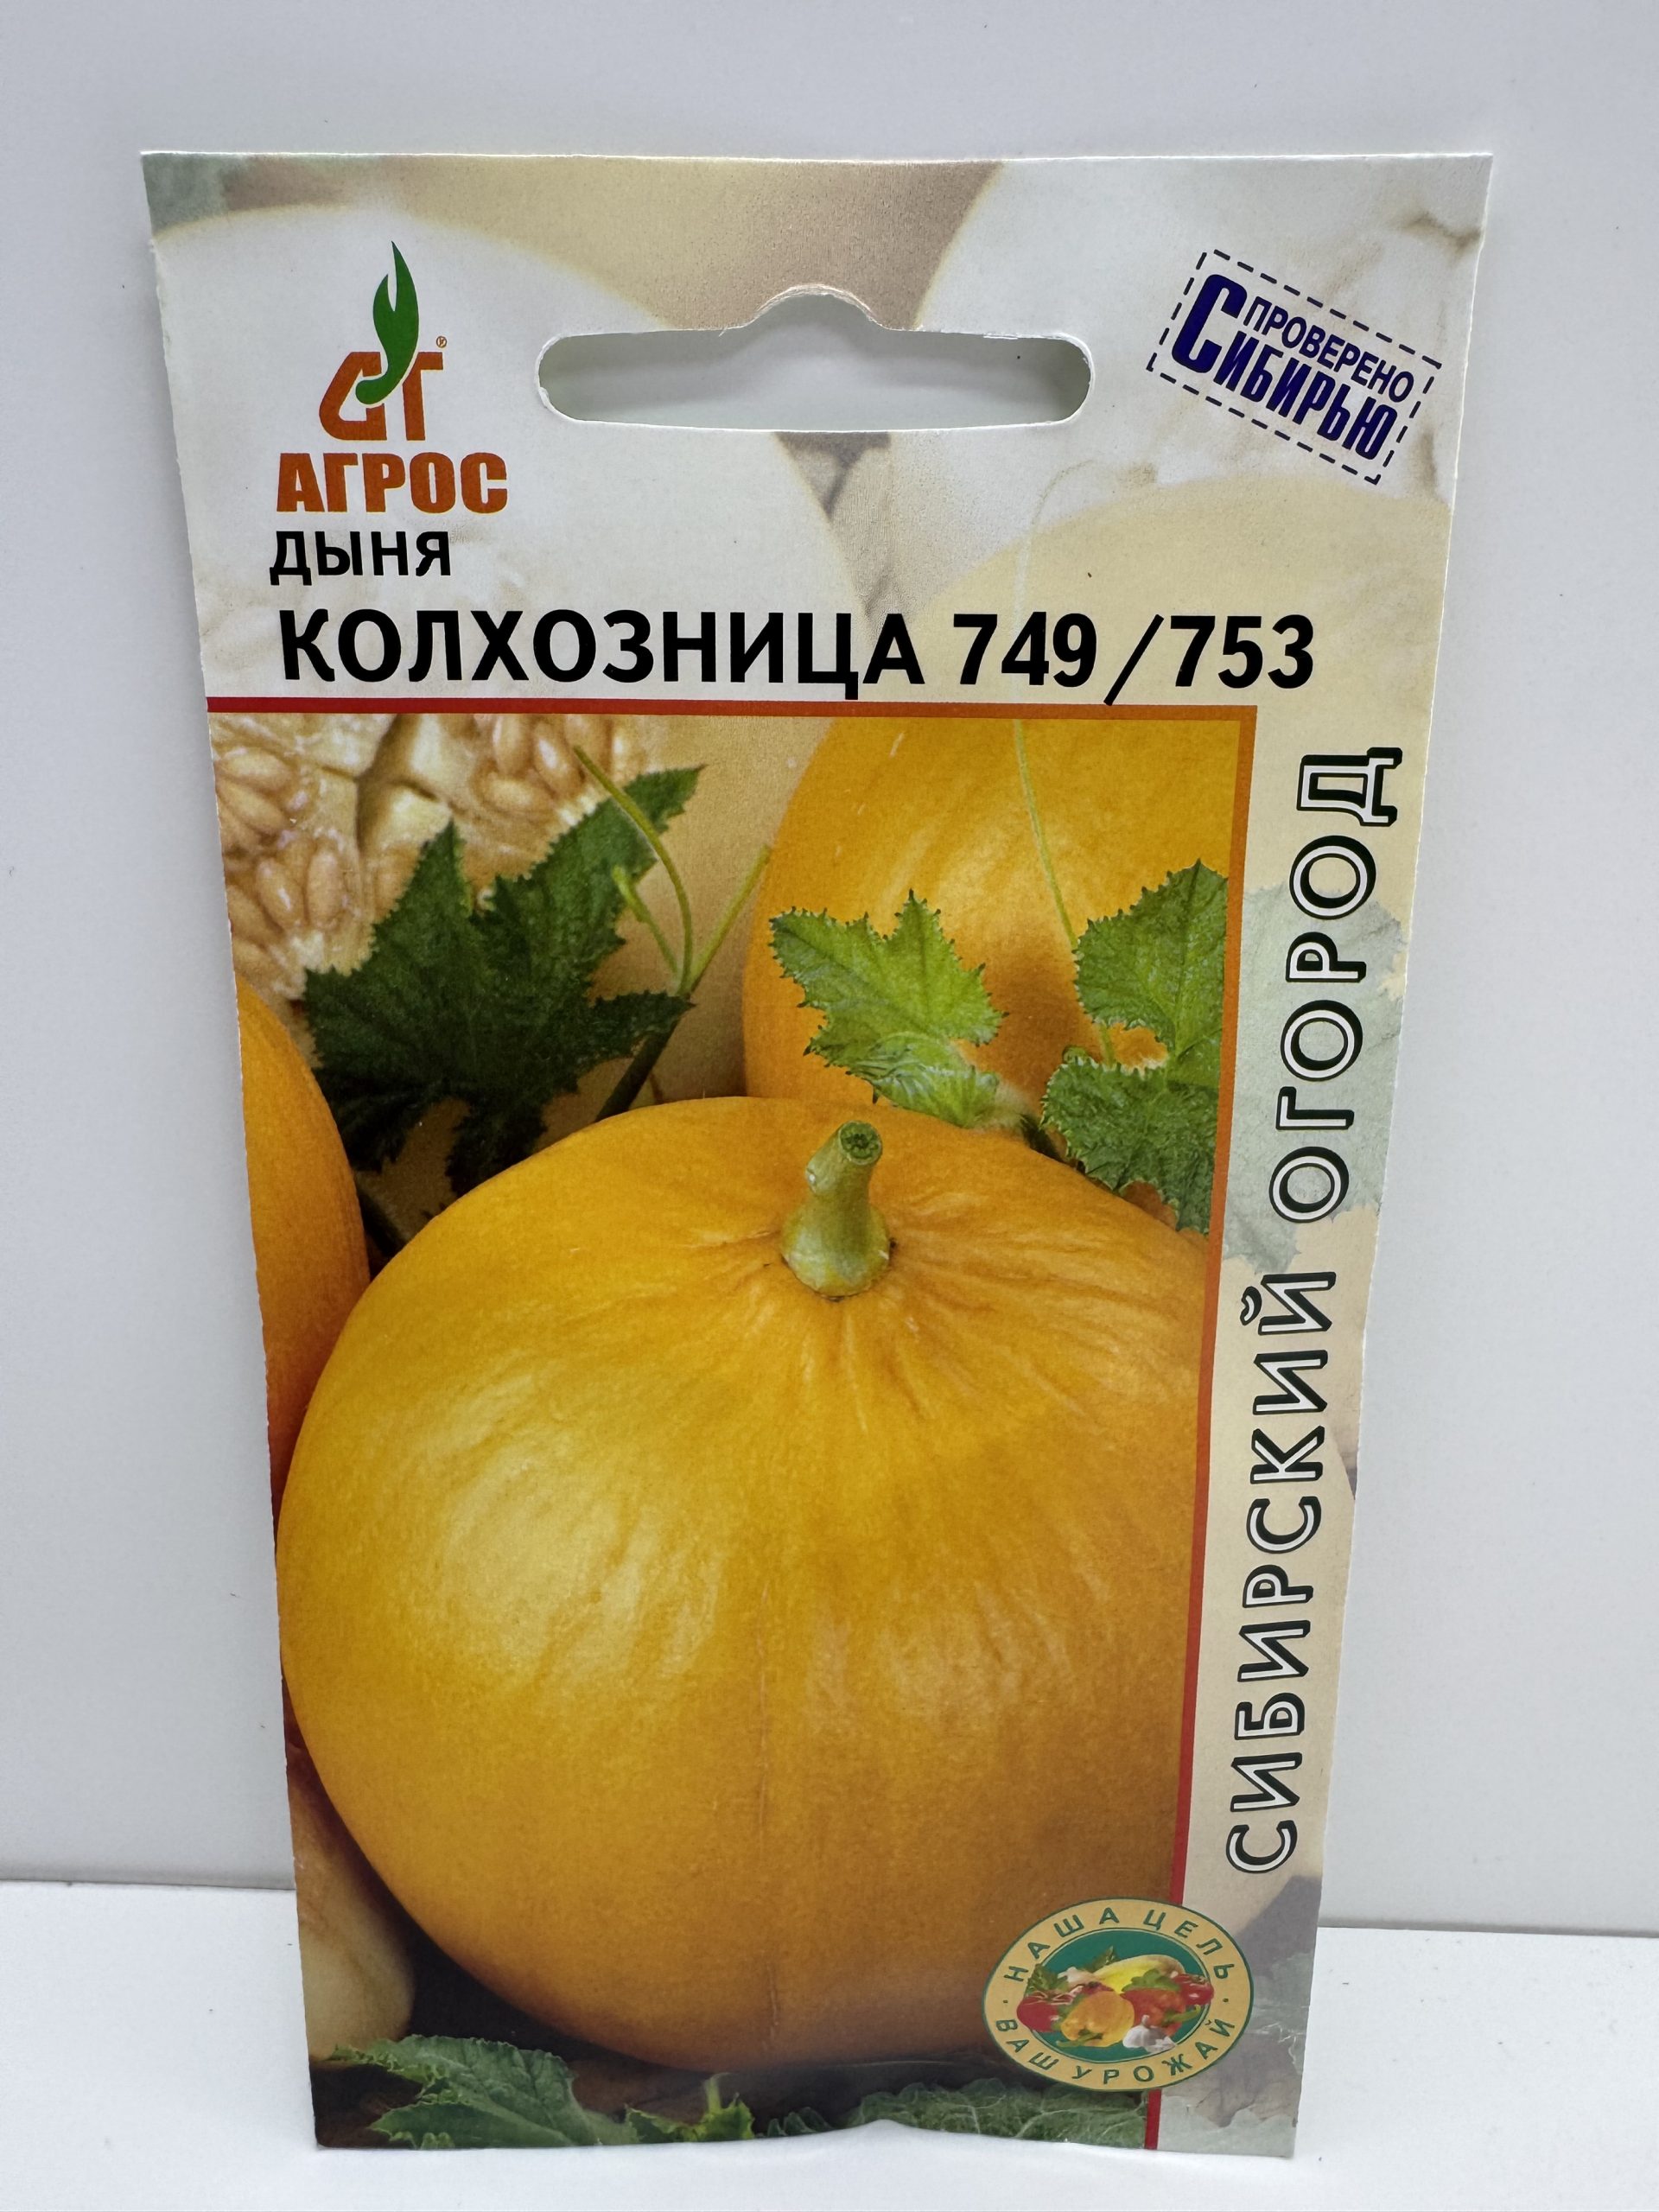 ПРОВЕРЕНО
СИБИРЬЮ
АГРОС
ДЫНЯ
КОЛХОЗНИЦА 749/753
СИБИРСКИЙ ОГОРОД
НАША ЦЕЛЬ
ВАШ УРОЖАЙ